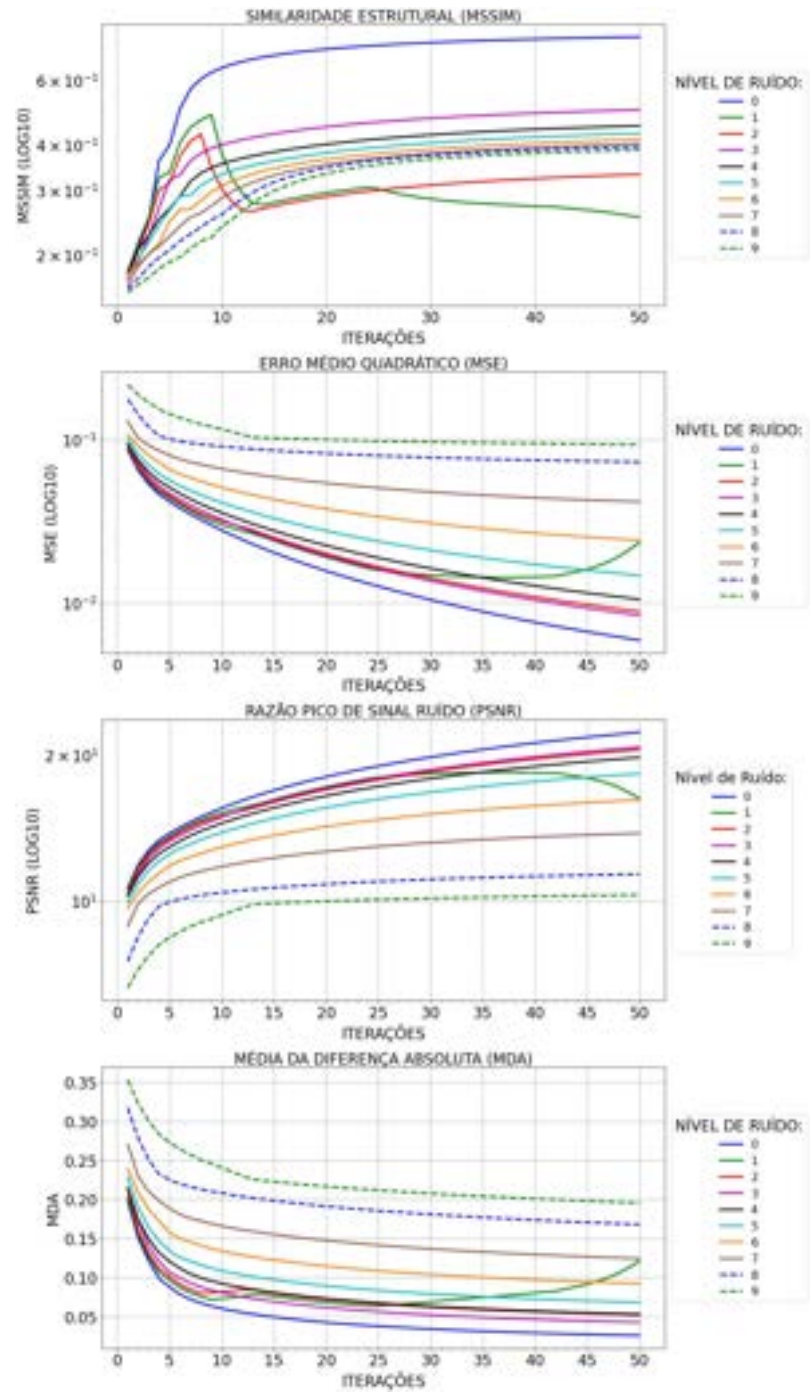 SIMILARIDADE ESTRUTURAL (MSSIM)
MSSIM (LOG10)
6 × 10⁻¹
4 × 10⁻¹
3 × 10⁻¹
2 × 10⁻¹
0 5 10 15 20 25 30 35 40 45 50
ITERAÇÕES
NÍVEL DE RUÍDO:
0
1
2
3
4
5
6
7
8
9
ERRO MÉDIO QUADRÁTICO (MSE)
MSE (LOG10)
10⁻¹
10⁻²
0 5 10 15 20 25 30 35 40 45 50
ITERAÇÕES
NÍVEL DE RUÍDO:
0
1
2
3
4
5
6
7
8
9
RAZÃO PICO DE SINAL RUÍDO (PSNR)
PSNR (LOG10)
2 × 10¹
10¹
0 5 10 15 20 25 30 35 40 45 50
ITERAÇÕES
Nível de Ruído:
0
1
2
3
4
5
6
7
8
9
MÉDIA DA DIFERENÇA ABSOLUTA (MDA)
MDA
0.35
0.30
0.25
0.20
0.15
0.10
0.05
0 5 10 15 20 25 30 35 40 45 50
ITERAÇÕES
NÍVEL DE RUÍDO:
0
1
2
3
4
5
6
7
8
9